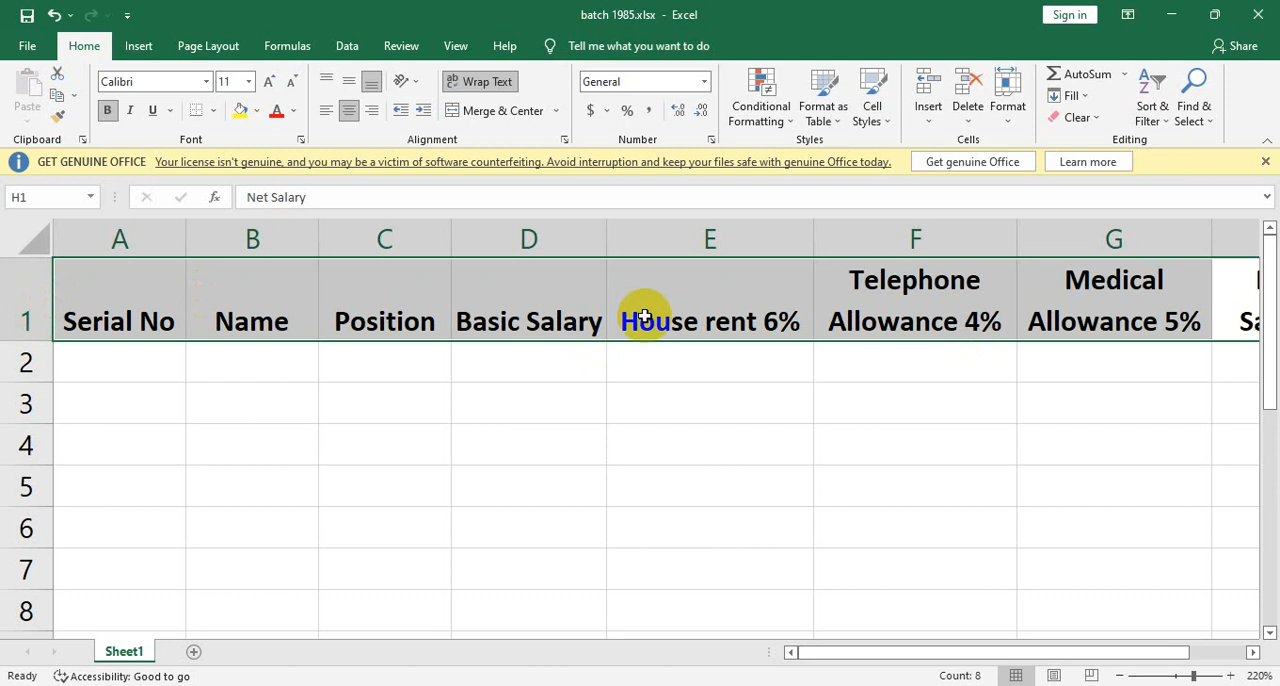 batch 1985.xlsx - Excel
Sign in
File Home Insert Page Layout Formulas Data Review View Help Tell me what you want to do Share
Paste
Clipboard
Calibri 11
B I U
Font
Wrap Text
Merge & Center
Alignment
General
$ % ,
Number
Conditional Formatting
Format as Table
Cell Styles
Styles
Insert Delete Format
Cells
AutoSum
Fill
Clear
Sort & Filter
Find & Select
Editing
GET GENUINE OFFICE Your license isn't genuine, and you may be a victim of software counterfeiting. Avoid interruption and keep your files safe with genuine Office today. Get genuine Office Learn more
H1 fx Net Salary
A B C D E F G
1 Serial No Name Position Basic Salary House rent 6% Telephone Allowance 4% Medical Allowance 5%
2
3
4
5
6
7
8
Sheet1
Ready Accessibility: Good to go Count: 8 220%